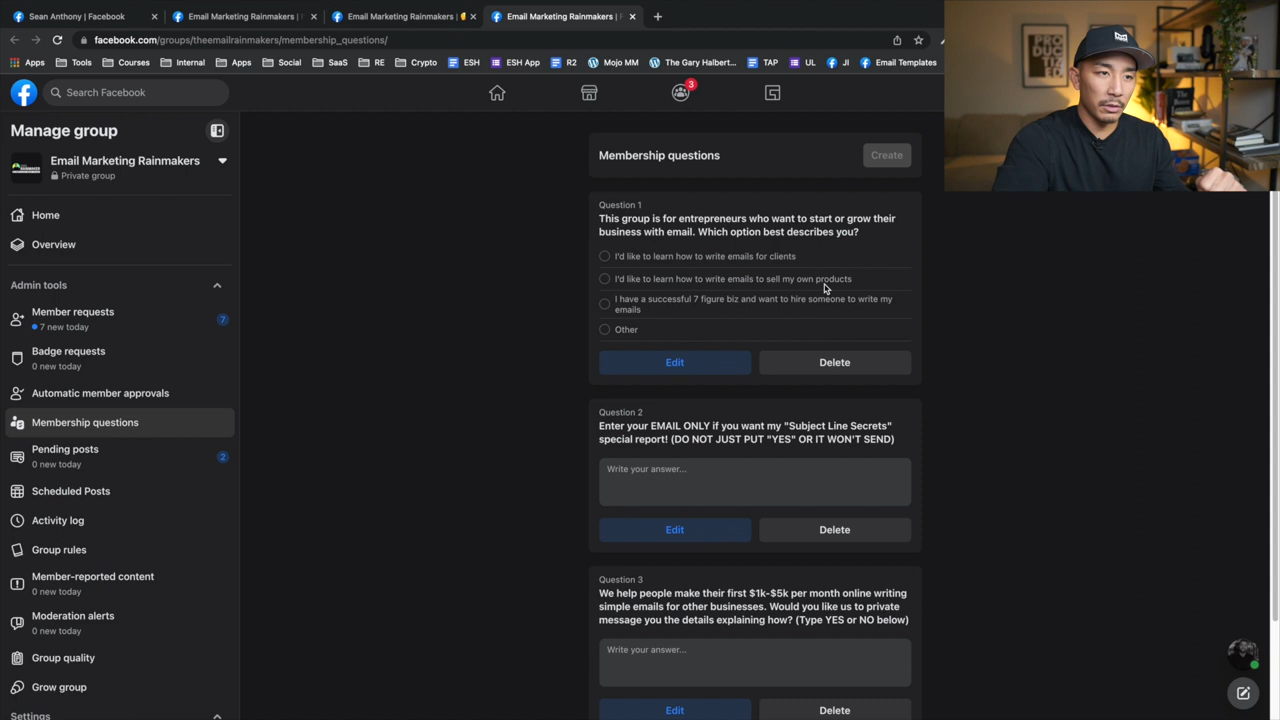 Sean Anthony | Facebook
Email Marketing Rainmakers |
Email Marketing Rainmakers |
Email Marketing Rainmakers |
facebook.com/groups/theemailrainmakers/membership_questions/
Apps
Tools
Courses
Internal
Apps
Social
SaaS
RE
Crypto
ESH
ESH App
R2
Mojo MM
The Gary Halbert...
TAP
UL
JI
Email Templates
Search Facebook
3
Manage group
Email Marketing Rainmakers
Private group
Home
Overview
Admin tools
Member requests
7 new today
7
Badge requests
0 new today
Automatic member approvals
Membership questions
Pending posts
0 new today
2
Scheduled Posts
Activity log
Group rules
Member-reported content
0 new today
Moderation alerts
0 new today
Group quality
Grow group
Settings
Membership questions
Create
Question 1
This group is for entrepreneurs who want to start or grow their
business with email. Which option best describes you?
I'd like to learn how to write emails for clients
I'd like to learn how to write emails to sell my own products
I have a successful 7 figure biz and want to hire someone to write my
emails
Other
Edit
Delete
Question 2
Enter your EMAIL ONLY if you want my "Subject Line Secrets"
special report! (DO NOT JUST PUT "YES" OR IT WON'T SEND)
Write your answer...
Edit
Delete
Question 3
We help people make their first $1k-$5k per month online writing
simple emails for other businesses. Would you like us to private
message you the details explaining how? (Type YES or NO below)
Write your answer...
Edit
Delete